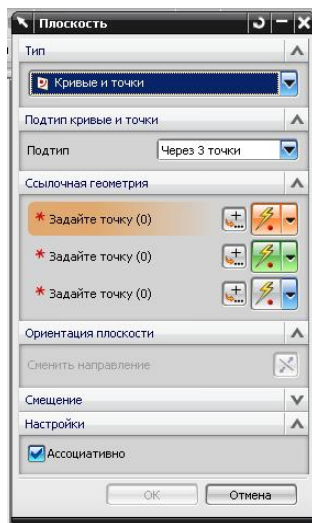 Плоскость
Тип
Кривые и точки
Подтип кривые и точки
Подтип Через 3 точки
Ссылочная геометрия
* Задайте точку (0)
* Задайте точку (0)
* Задайте точку (0)
Ориентация плоскости
Сменить направление
Смещение
Настройки
Ассоциативно
ОК Отмена